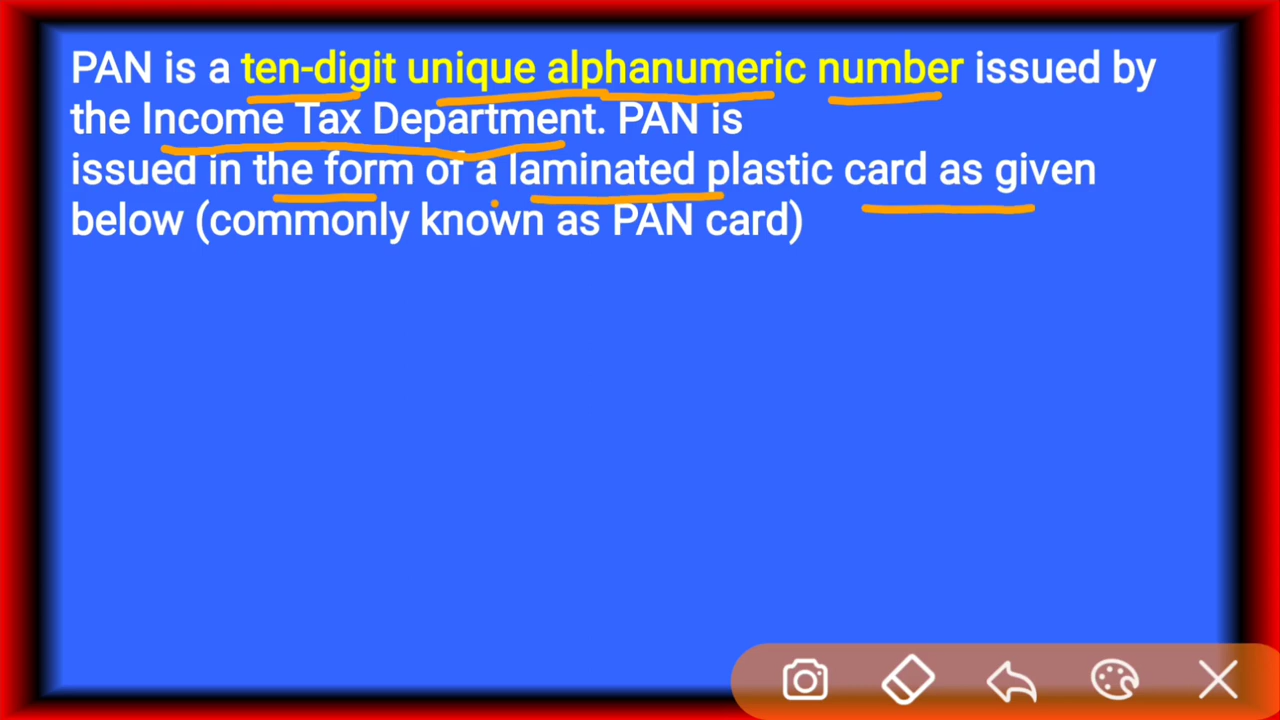 PAN is a ten-digit unique alphanumeric number issued by
the Income Tax Department. PAN is
issued in the form of a laminated plastic card as given
below (commonly known as PAN card)